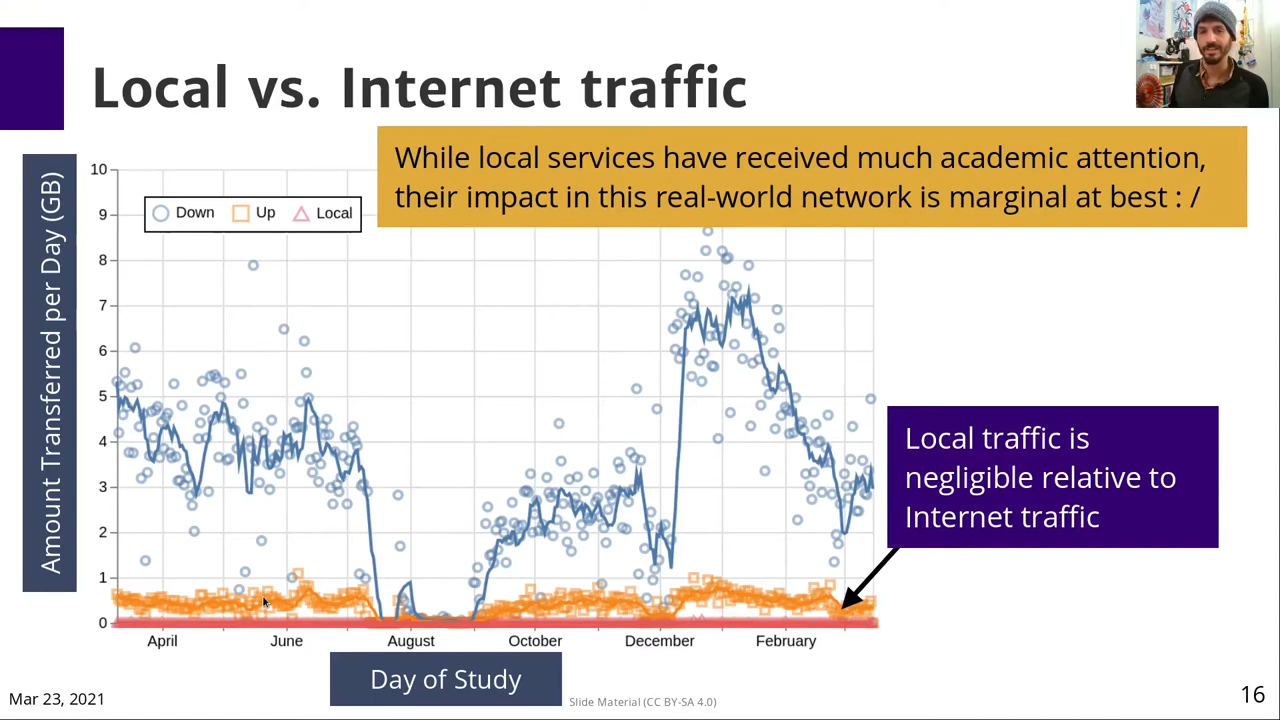 Local vs. Internet traffic
While local services have received much academic attention,
their impact in this real-world network is marginal at best : /
Amount Transferred per Day (GB)
10
9
8
7
6
5
4
3
2
1
0
Down Up Local
Local traffic is
negligible relative to
Internet traffic
April June August October December February
Day of Study
Mar 23, 2021
Slide Material (CC BY-SA 4.0)
16